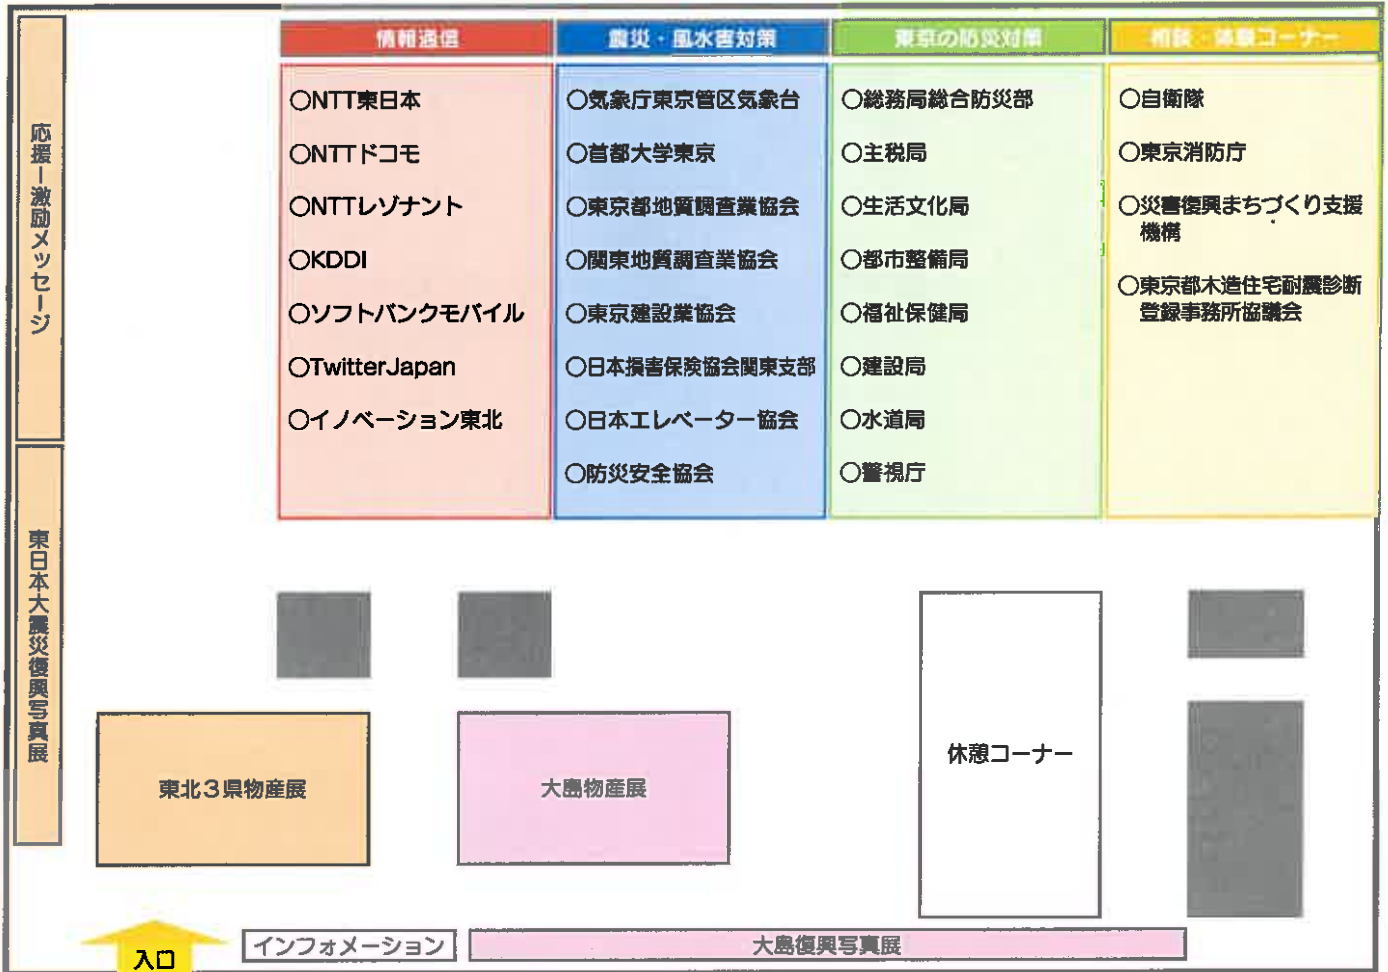 応援ー激励メッセージ
東日本大震災復興写真展
情報通信
○NTT東日本
○NTTドコモ
○NTTレゾナント
○KDDI
○ソフトバンクモバイル
○TwitterJapan
○イノベーション東北
震災・風水害対策
○気象庁東京管区気象台
○首都大学東京
○東京都地質調査業協会
○関東地質調査業協会
○東京建設業協会
○日本損害保険協会関東支部
○日本エレベーター協会
○防災安全協会
東京の防災対策
○総務局総合防災部
○主税局
○生活文化局
○都市整備局
○福祉保健局
○建設局
○水道局
○警視庁
相談・体験コーナー
○自衛隊
○東京消防庁
○災害復興まちづくり支援
機構
○東京都木造住宅耐震診断
登録事務所協議会
東北3県物産展
大島物産展
休憩コーナー
入口
インフォメーション
大島復興写真展